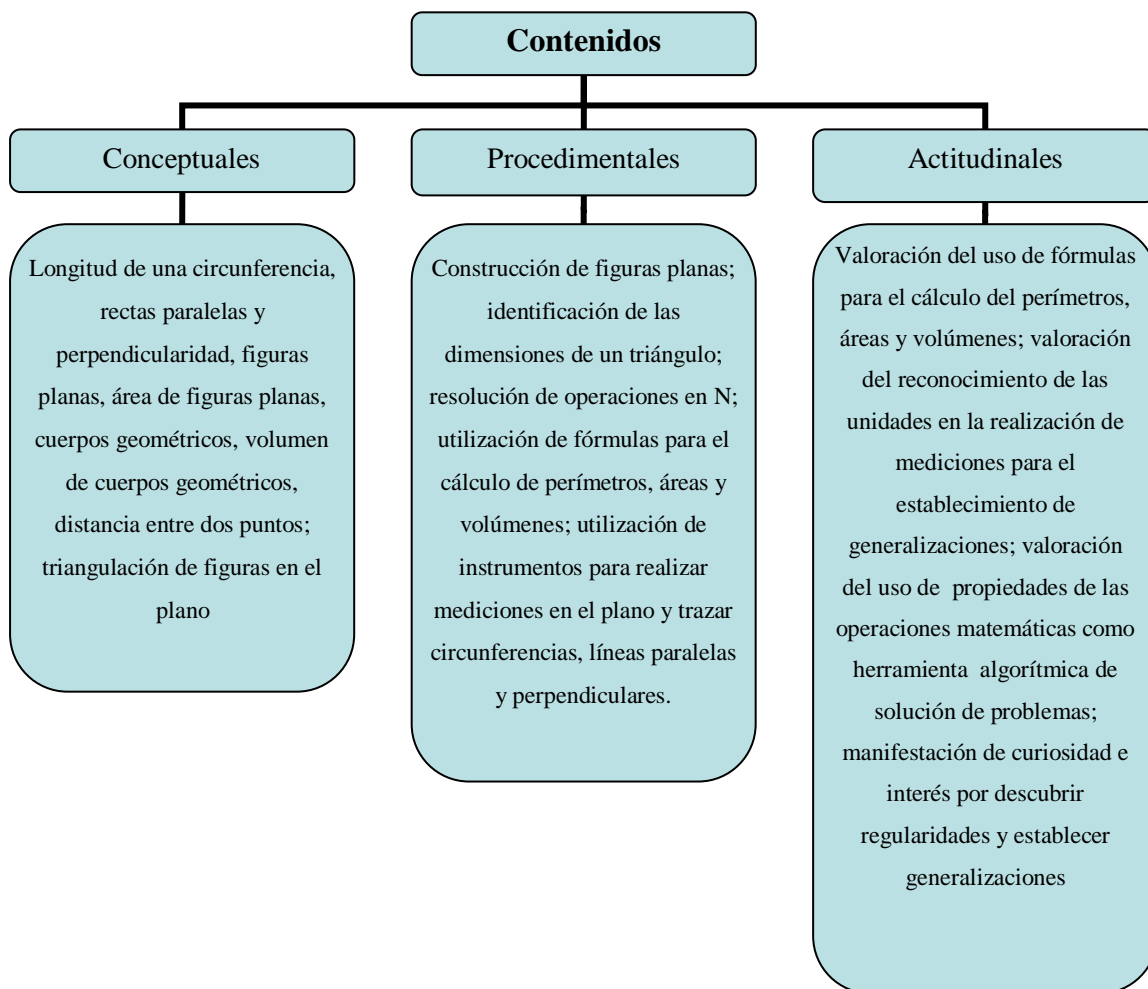 Contenidos
Conceptuales
Longitud de una circunferencia,
rectas paralelas y
perpendicularidad, figuras
planas, área de figuras planas,
cuerpos geométricos, volumen
de cuerpos geométricos,
distancia entre dos puntos;
triangulación de figuras en el
plano
Procedimentales
Construcción de figuras planas;
identificación de las
dimensiones de un triángulo;
resolución de operaciones en N;
utilización de fórmulas para el
cálculo de perímetros, áreas y
volúmenes; utilización de
instrumentos para realizar
mediciones en el plano y trazar
circunferencias, líneas paralelas
y perpendiculares.
Actitudinales
Valoración del uso de fórmulas
para el cálculo del perímetros,
áreas y volúmenes; valoración
del reconocimiento de las
unidades en la realización de
mediciones para el
establecimiento de
generalizaciones; valoración
del uso de propiedades de las
operaciones matemáticas como
herramienta algorítmica de
solución de problemas;
manifestación de curiosidad e
interés por descubrir
regularidades y establecer
generalizaciones